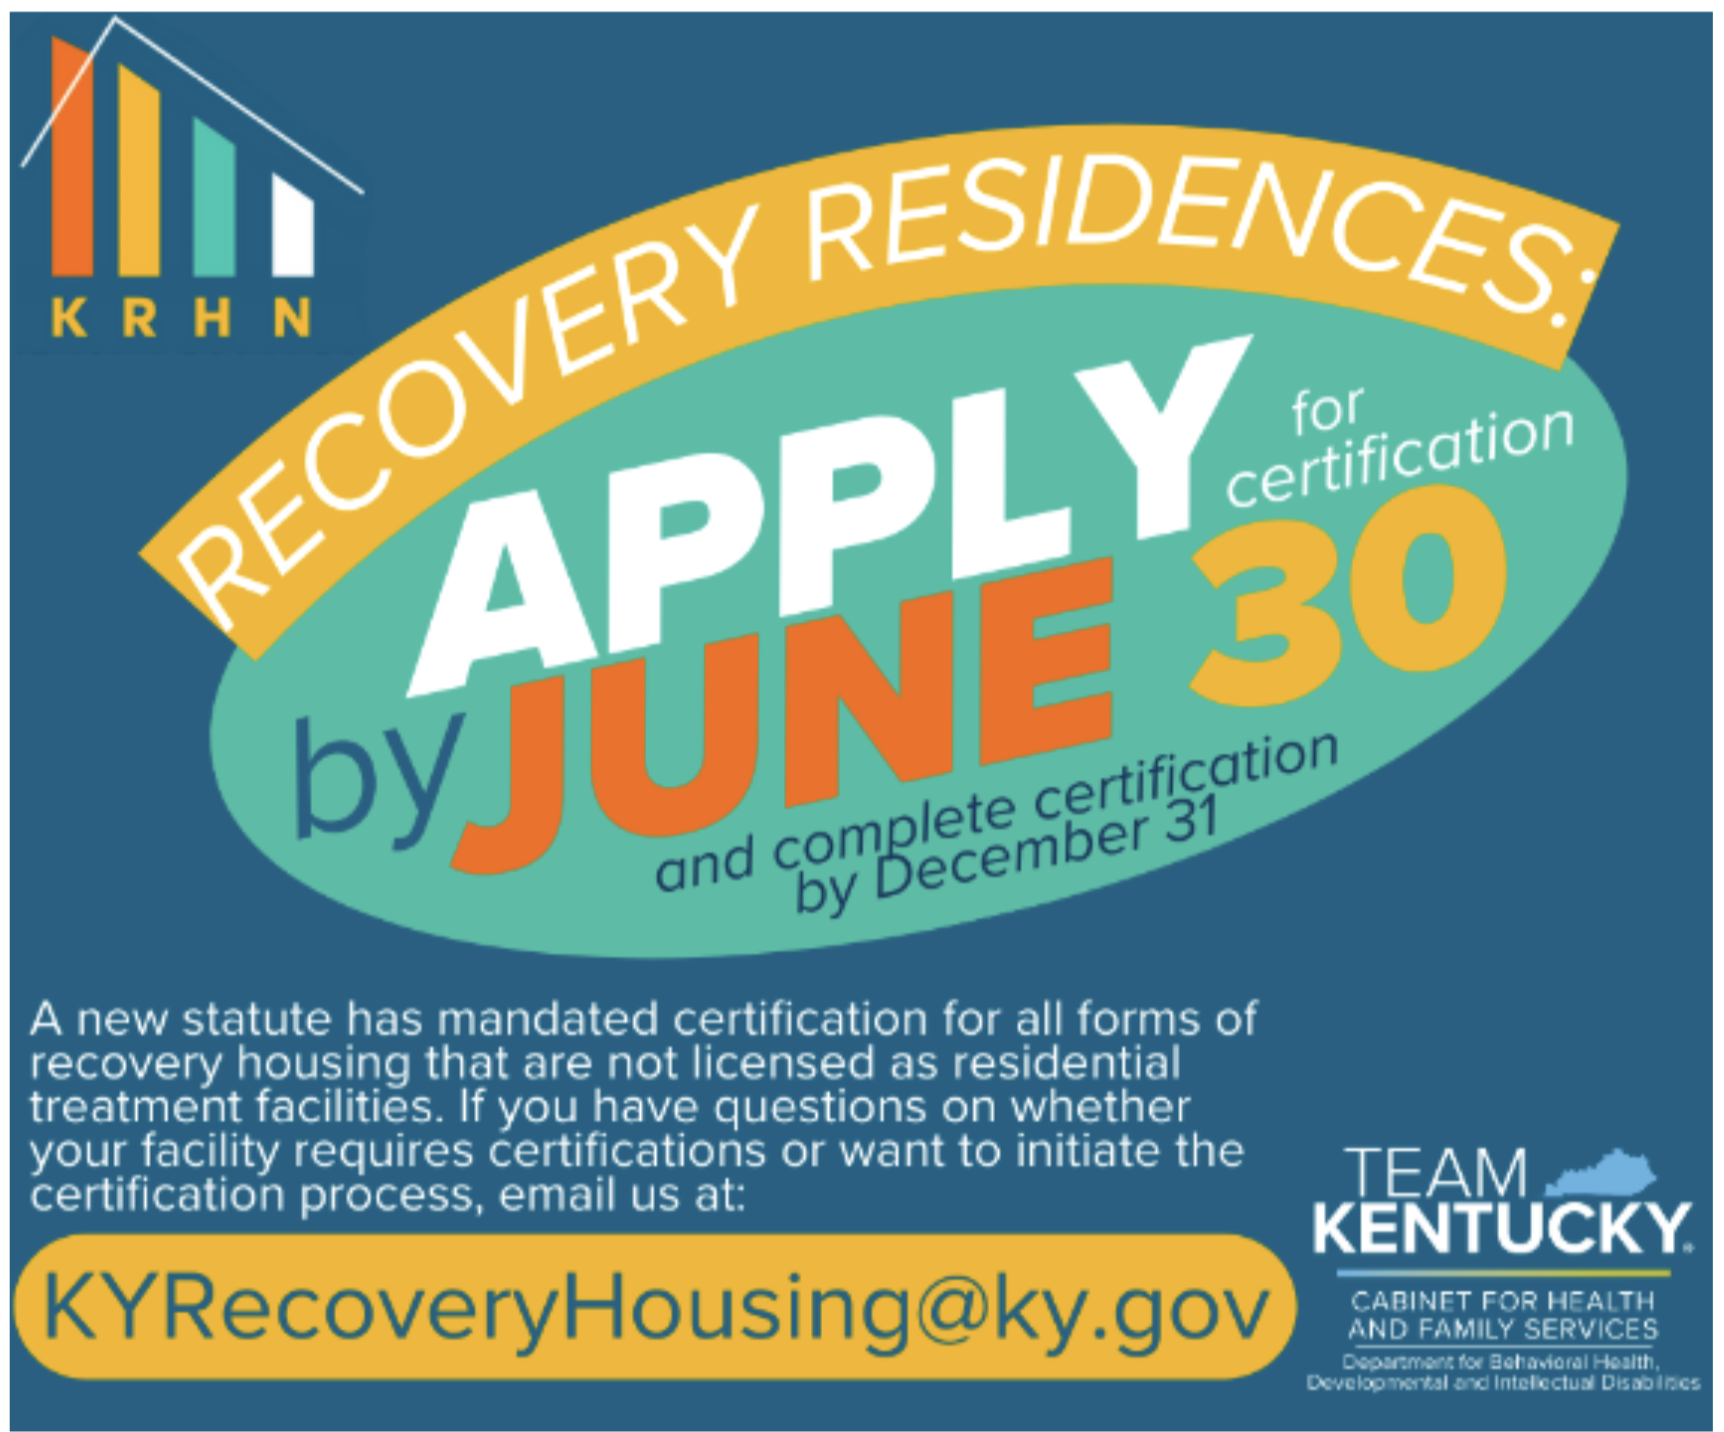 KRHN
RECOVERY RESIDENCES:
APPLY
for
certification
by JUNE 30
and complete certification
by December 31
A new statute has mandated certification for all forms of
recovery housing that are not licensed as residential
treatment facilities. If you have questions on whether
your facility requires certifications or want to initiate the
certification process, email us at:
KYRecoveryHousing@ky.gov
TEAM
KENTUCKY®
CABINET FOR HEALTH
AND FAMILY SERVICES
Department for Behavioral Health,
Developmental and Intellectual Disabilities